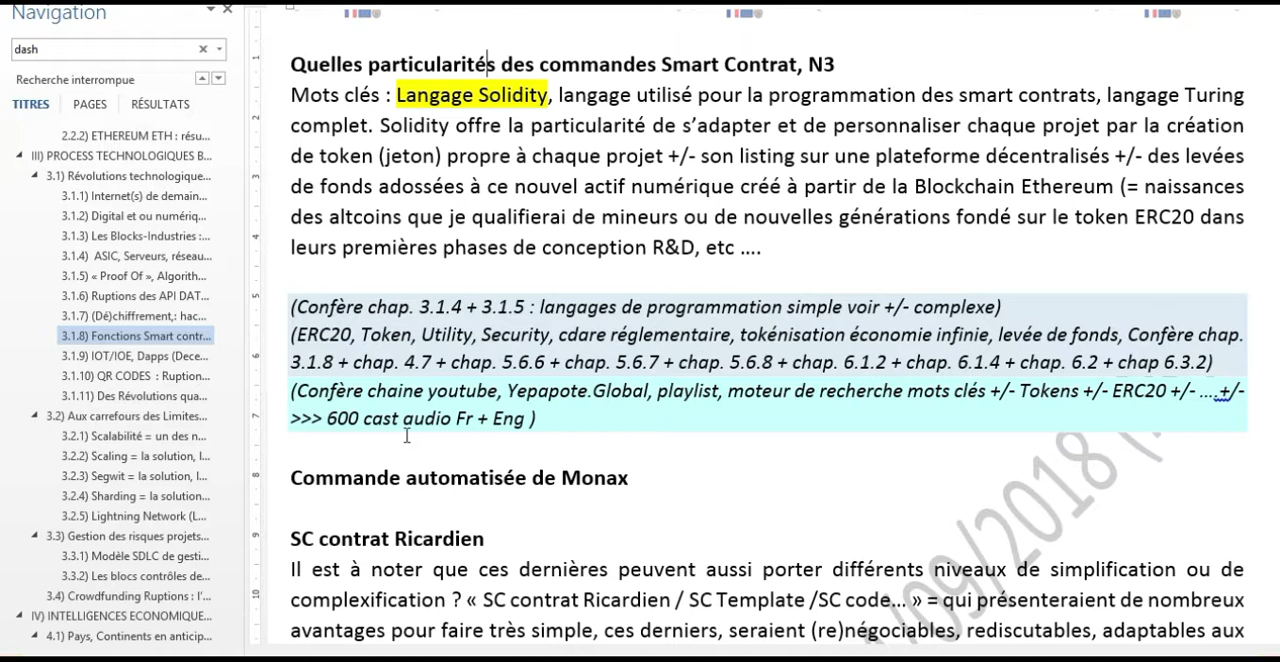 Navigation
dash
Recherche interrompue
TITRES PAGES RÉSULTATS
2.2.2) ETHEREUM ETH : résu...
III) PROCESS TECHNOLOGIQUES B...
3.1) Révolutions technologique...
3.1.1) Internet(s) de demain...
3.1.2) Digital et ou numériq...
3.1.3) Les Blocks-Industries :...
3.1.4) ASIC, Serveurs, réseau...
3.1.5) « Proof Of », Algorith...
3.1.6) Ruptions des API DAT...
3.1.7) (Dé)chiffrement,: hac...
3.1.8) Fonctions Smart contr...
3.1.9) IOT/IOE, Dapps (Dece...
3.1.10) QR CODES : Ruption...
3.1.11) Des Révolutions qua...
3.2) Aux carrefours des Limites...
3.2.1) Scalabilité = un des n...
3.2.2) Scaling = la solution, l...
3.2.3) Segwit = la solution, l...
3.2.4) Sharding = la solution...
3.2.5) Lightning Network (L...
3.3) Gestion des risques projets...
3.3.1) Modèle SDLC de gesti...
3.3.2) Les blocs contrôles de...
3.4) Crowdfunding Ruptions : l'...
IV) INTELLIGENCES ECONOMIQUE...
4.1) Pays, Continents en anticip...
Quelles particularités des commandes Smart Contrat, N3
Mots clés : Langage Solidity, langage utilisé pour la programmation des smart contrats, langage Turing
complet. Solidity offre la particularité de s'adapter et de personnaliser chaque projet par la création
de token (jeton) propre à chaque projet +/- son listing sur une plateforme décentralisés +/- des levées
de fonds adossées à ce nouvel actif numérique créé à partir de la Blockchain Ethereum (= naissances
des altcoins que je qualifierai de mineurs ou de nouvelles générations fondé sur le token ERC20 dans
leurs premières phases de conception R&D, etc ....
(Confère chap. 3.1.4 + 3.1.5 : langages de programmation simple voir +/- complexe)
(ERC20, Token, Utility, Security, cdare réglementaire, tokénisation économie infinie, levée de fonds, Confère chap.
3.1.8 + chap. 4.7 + chap. 5.6.6 + chap. 5.6.7 + chap. 5.6.8 + chap. 6.1.2 + chap. 6.1.4 + chap. 6.2 + chap 6.3.2)
(Confère chaine youtube, Yepapote.Global, playlist, moteur de recherche mots clés +/- Tokens +/- ERC20 +/- ....+/-
>>> 600 cast audio Fr + Eng )
Commande automatisée de Monax
SC contrat Ricardien
Il est à noter que ces dernières peuvent aussi porter différents niveaux de simplification ou de
complexification ? « SC contrat Ricardien / SC Template /SC code... » = qui présenteraient de nombreux
avantages pour faire très simple, ces derniers, seraient (re)négociables, rediscutables, adaptables aux
/09/2018 (
1
2
3
4
5
6
7
8
9
10